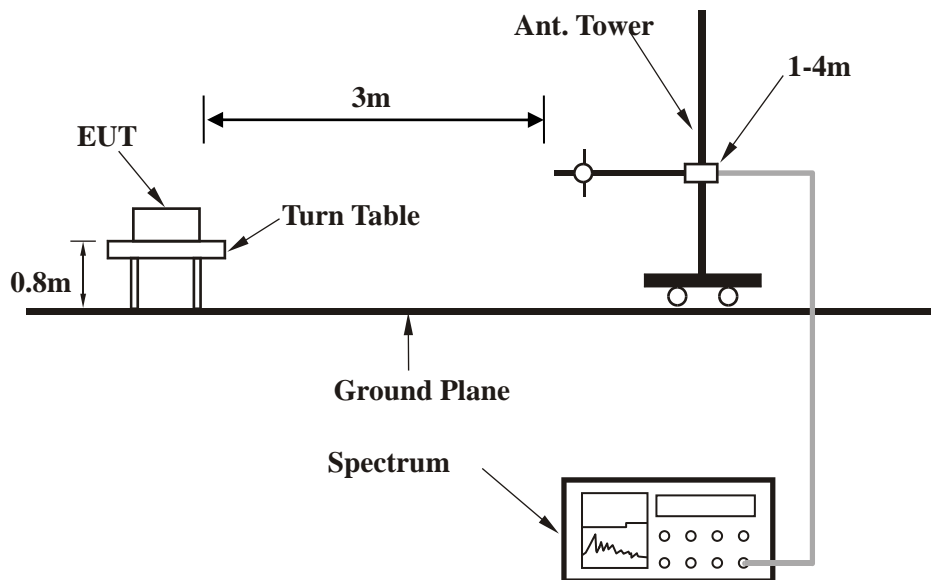 Ant. Tower
1-4m
3m
EUT
Turn Table
0.8m
Ground Plane
Spectrum